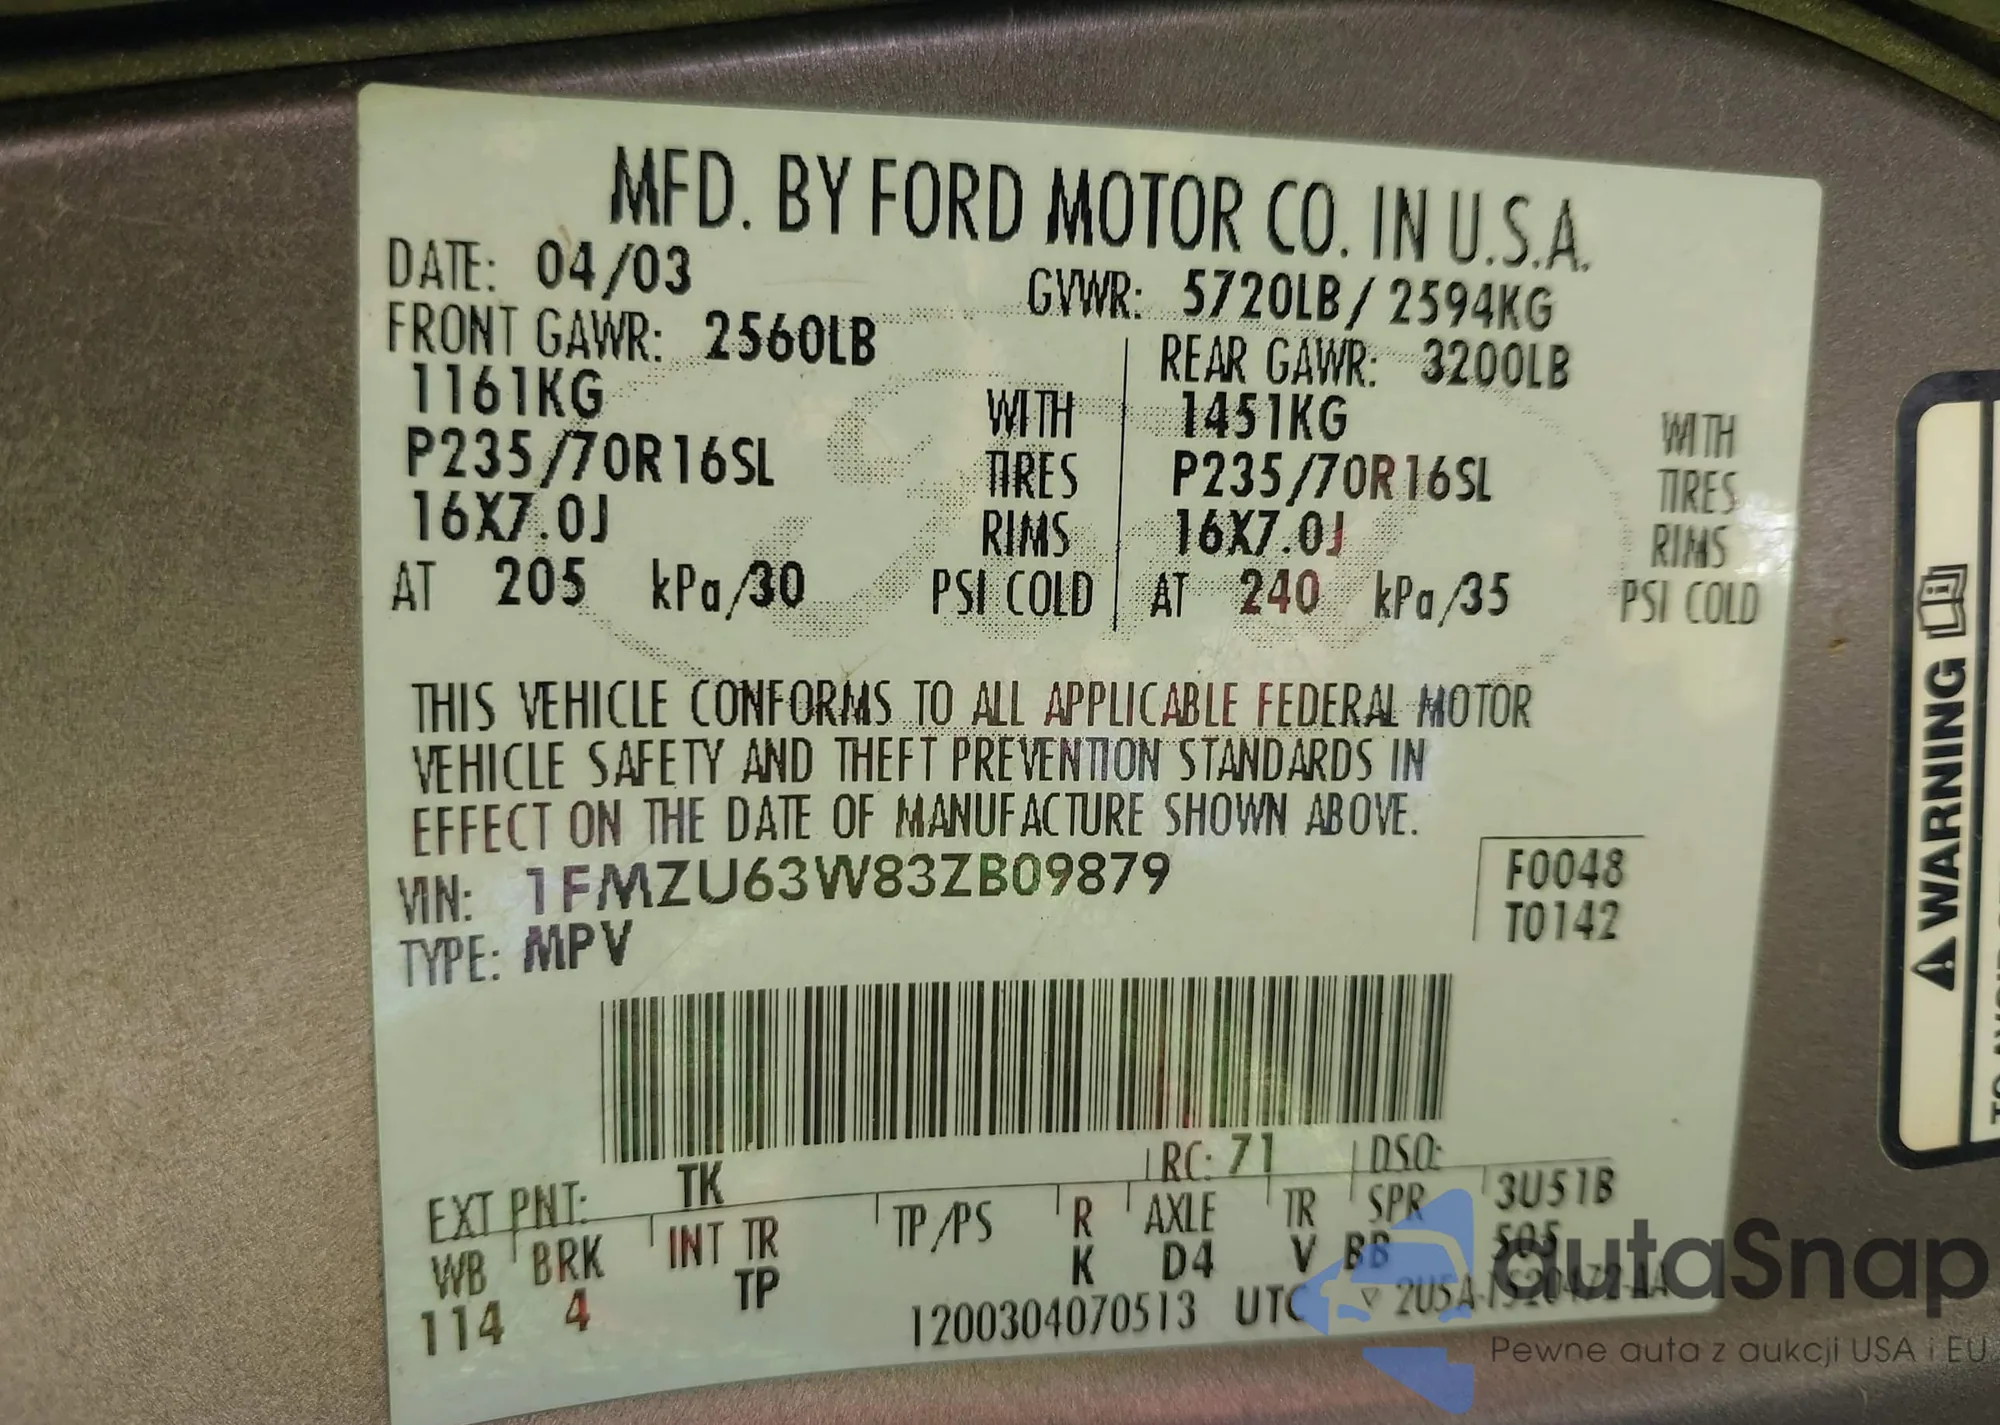 MFD. BY FORD MOTOR CO. IN U.S.A.
DATE: 04/03
GVWR: 5720LB/2594KG
FRONT GAWR: 2560LB
REAR GAWR: 3200LB
1161KG WITH
1451KG WITH
P235/70R16SL TIRES
P235/70R16SL TIRES
16X7.0J RIMS
16X7.0J RIMS
AT 205 kPa/30 PSI COLD
AT 240 kPa/35 PSI COLD
THIS VEHICLE CONFORMS TO ALL APPLICABLE FEDERAL MOTOR
VEHICLE SAFETY AND THEFT PREVENTION STANDARDS IN
EFFECT ON THE DATE OF MANUFACTURE SHOWN ABOVE.
VIN: 1FMZU63W83ZB09879
F0048
TYPE: MPV
T0142
EXT PNT: TK
RC: 71 DSO:
WB BRK INT TR TP/PS R AXLE TR SPR 3U51B
114 4 TP K D4 V BB 505
1200304070513 UTC
WARNING
autaSnap
Pewne auta z aukcji USA i EU